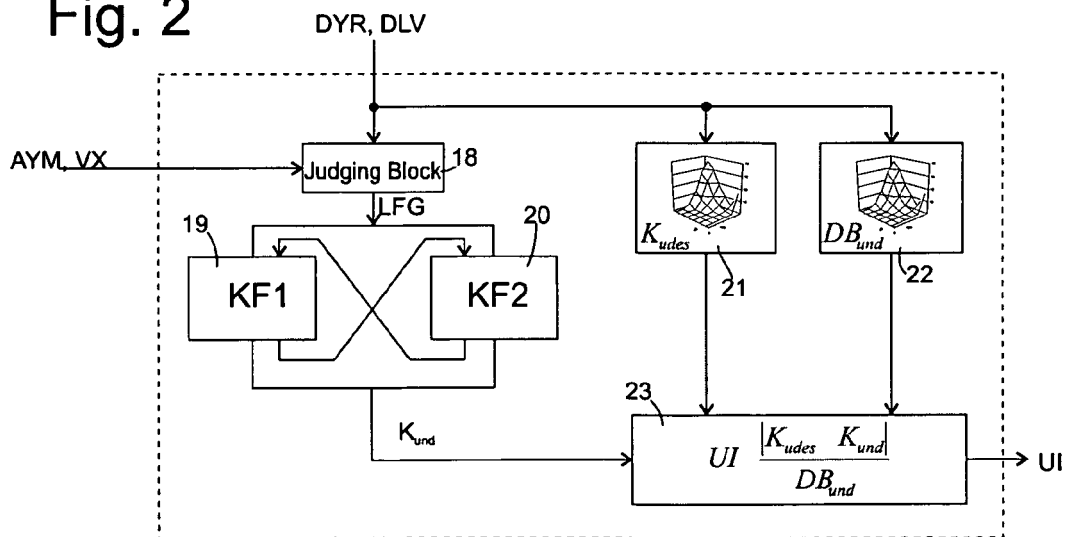 Fig. 2
DYR, DLV
AYM, VX
Judging Block
18
LFG
19
KF1
20
KF2
K_udes
21
DB_und
22
K_und
23
UI |K_udes K_und| / DB_und
UI